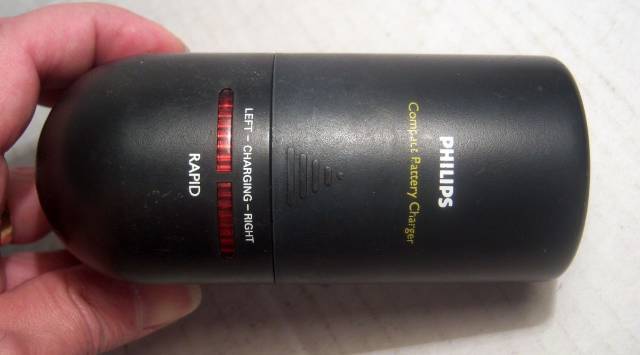 PHILIPS
Compact Battery Charger
LEFT – CHARGING – RIGHT
RAPID